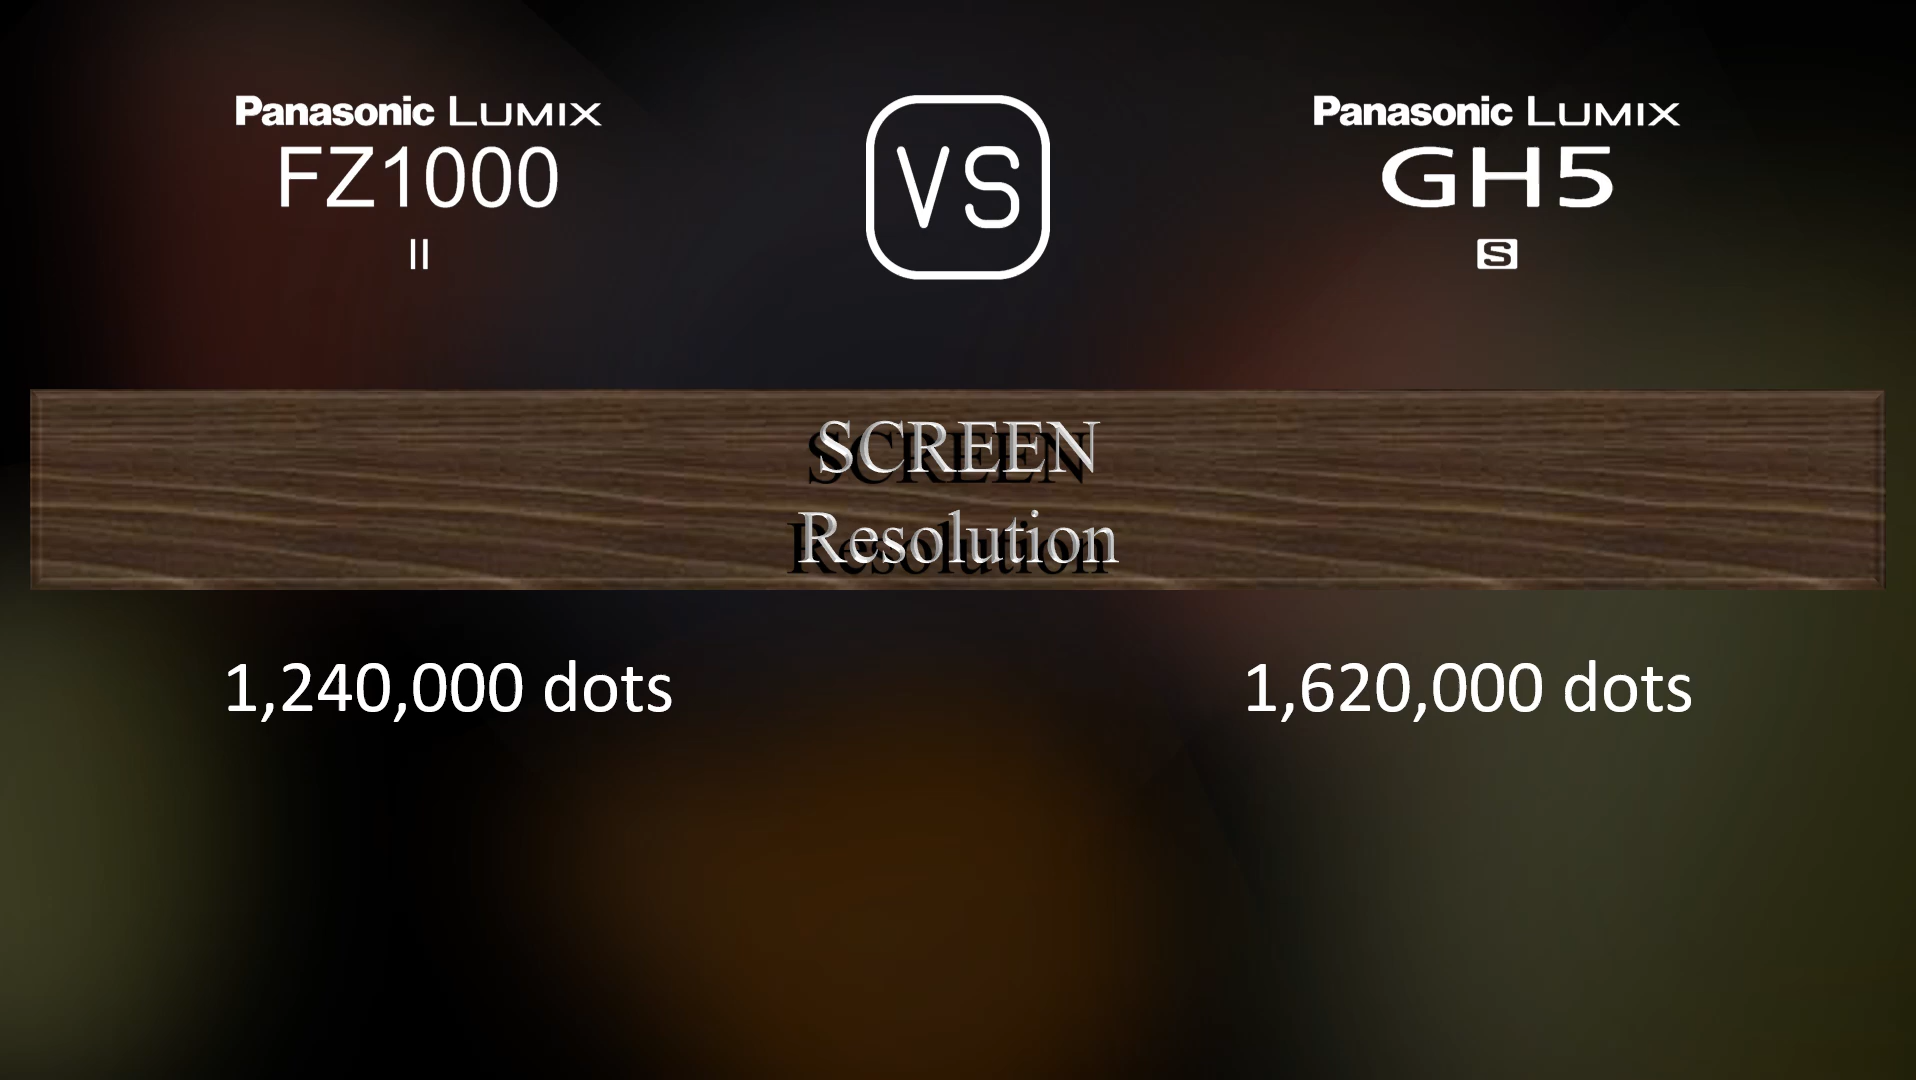 Panasonic LUMIX
FZ1000
II
VS
Panasonic LUMIX
GH5
S
SCREEN
Resolution
1,240,000 dots
1,620,000 dots